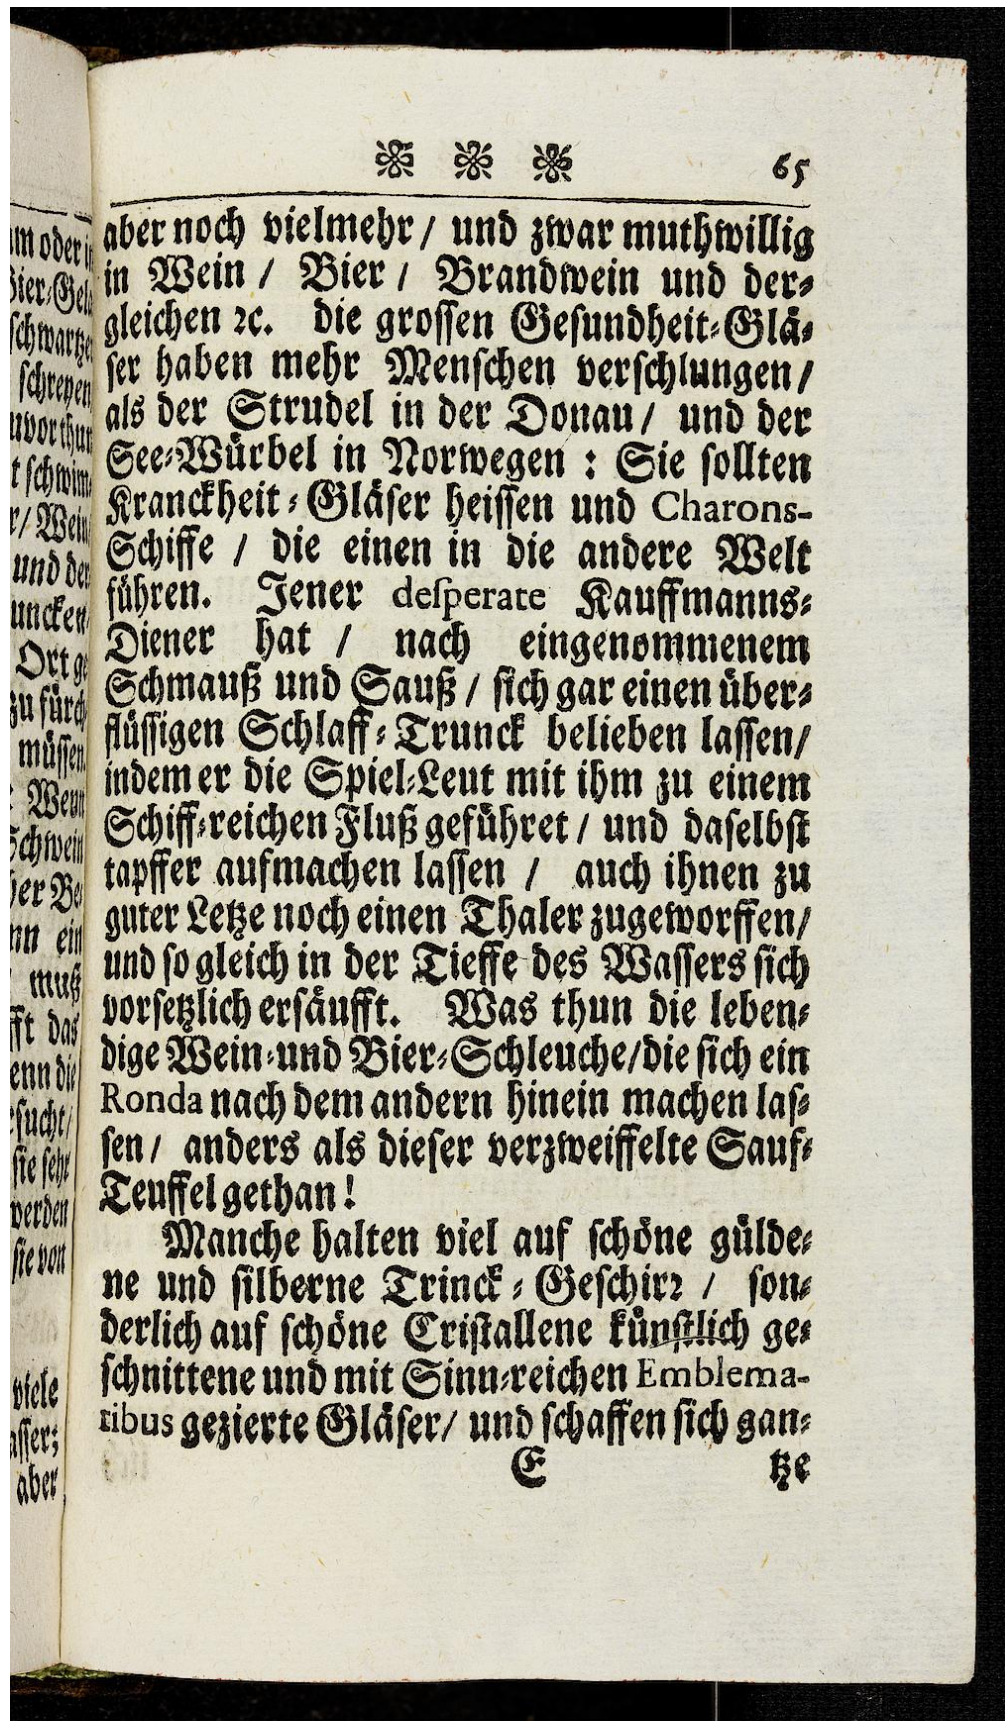 65
aber noch vielmehr / und zwar muthwillig
in Wein / Bier / Brandwein und der-
gleichen ꝛc. die grossen Gesundheit-Glä-
ser haben mehr Menschen verschlungen /
als der Strudel in der Donau / und der
See-Würbel in Norwegen : Sie sollten
Kranckheit-Gläser heissen und Charons-
Schiffe / die einen in die andere Welt
führen. Jener desperate Kauffmanns-
Diener hat / nach eingenommenem
Schmauß und Sauß / sich gar einen über-
flüssigen Schlaff-Trunck belieben lassen /
indem er die Spiel-Leut mit ihm zu einem
Schiff-reichen Fluß geführet / und daselbst
tapffer aufmachen lassen / auch ihnen zu
guter Letze noch einen Thaler zugeworffen /
und so gleich in der Tieffe des Wassers sich
vorsetzlich ersäufft. Was thun die leben-
dige Wein-und Bier-Schleuche / die sich ein
Ronda nach dem andern hinein machen las-
sen / anders als dieser verzweiffelte Sauf-
Teuffel gethan !
Manche halten viel auf schöne gülde-
ne und silberne Trinck-Geschirꝛ / son-
derlich auf schöne Cristallene künstlich ge-
schnittene und mit Sinn-reichen Emblema-
tibus gezierte Gläser / und schaffen sich gan-
E tze